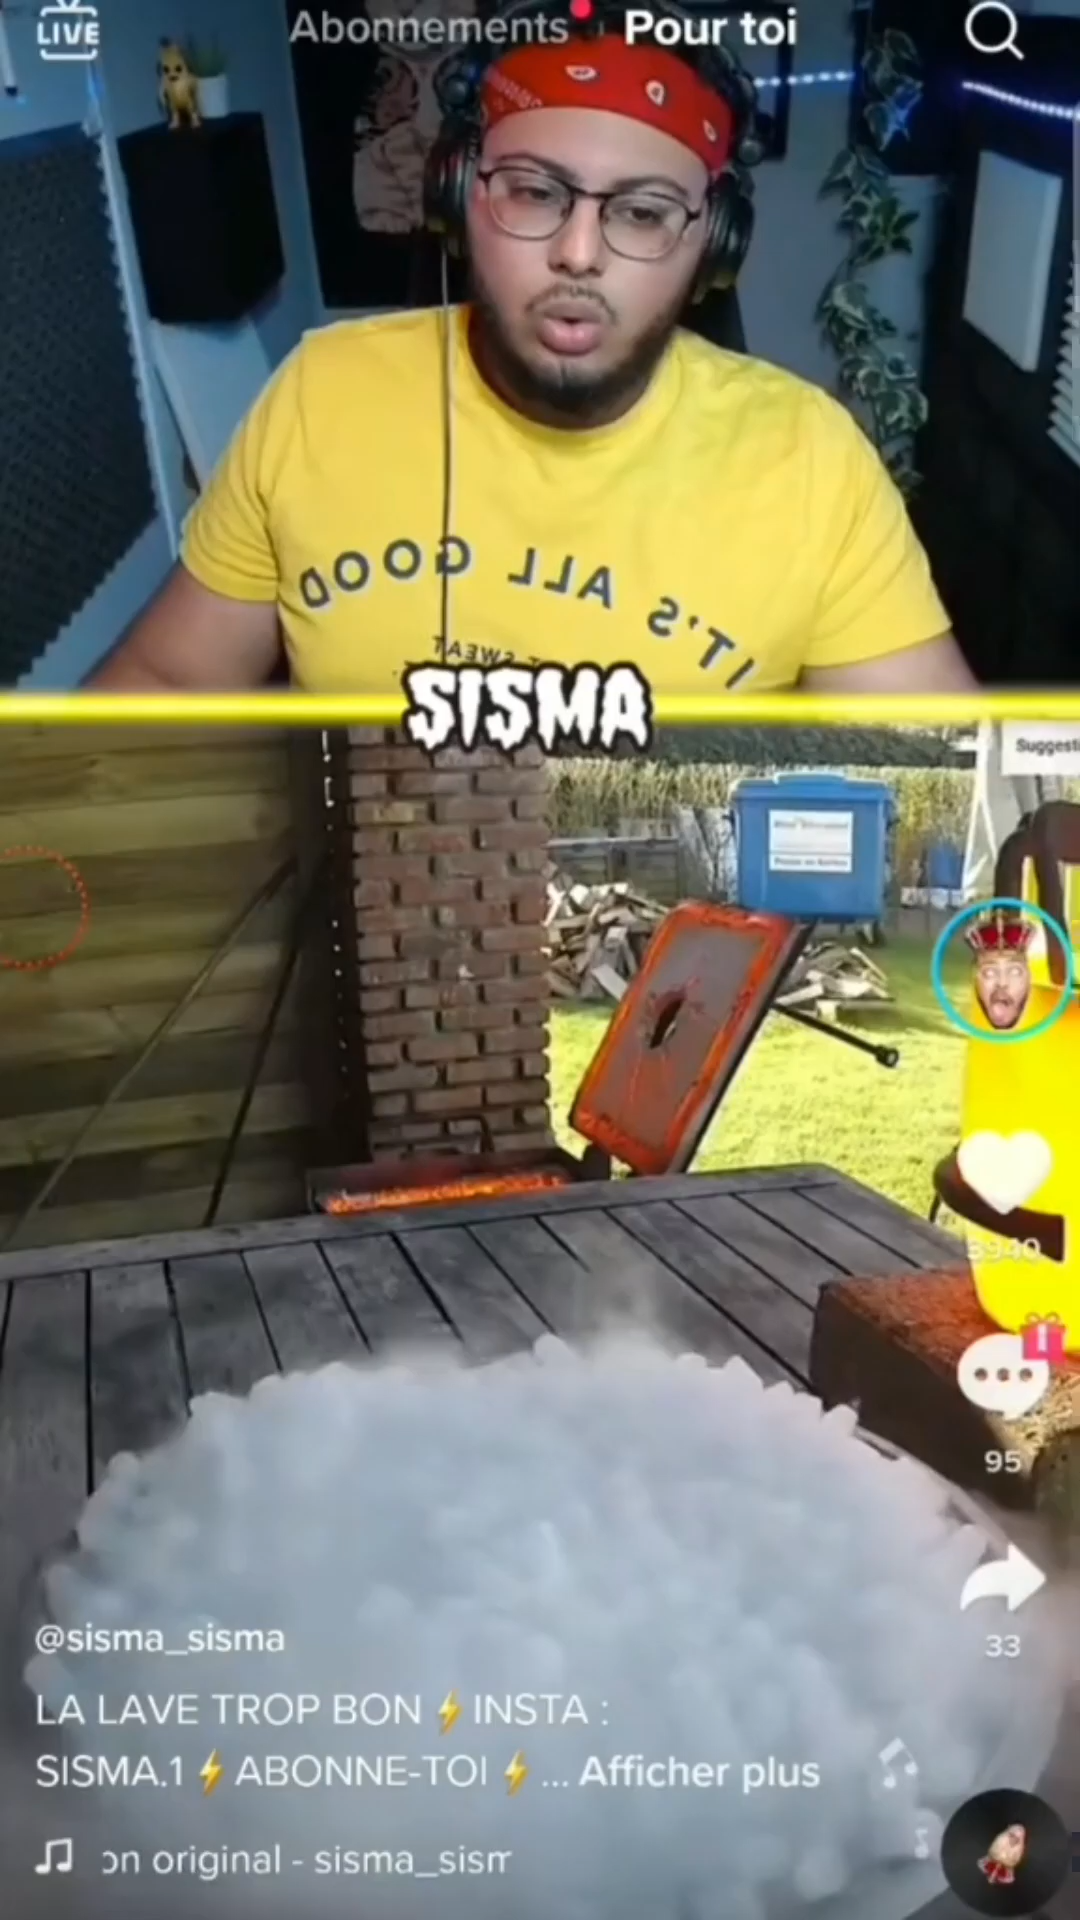 LIVE
Abonnements
Pour toi
IT'S ALL GOOD
SISMA
3940
95
33
@sisma_sisma
LA LAVE TROP BON⚡INSTA :
SISMA.1⚡ABONNE-TOI⚡... Afficher plus
on original - sisma_sism